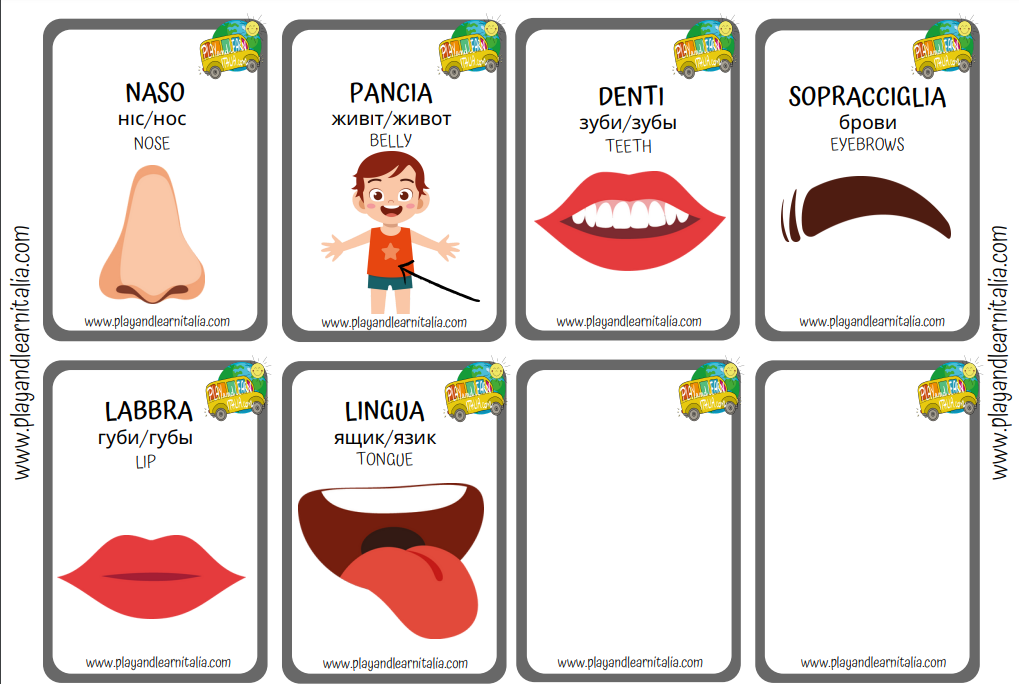 NASO
ніс/нос
NOSE
www.playandlearnitalia.com
PANCIA
живіт/живот
BELLY
www.playandlearnitalia.com
DENTI
зуби/зубы
TEETH
www.playandlearnitalia.com
SOPRACCIGLIA
брови
EYEBROWS
www.playandlearnitalia.com
LABBRA
губи/губы
LIP
www.playandlearnitalia.com
LINGUA
ящик/язик
TONGUE
www.playandlearnitalia.com
www.playandlearnitalia.com
www.playandlearnitalia.com
www.playandlearnitalia.com
www.playandlearnitalia.com